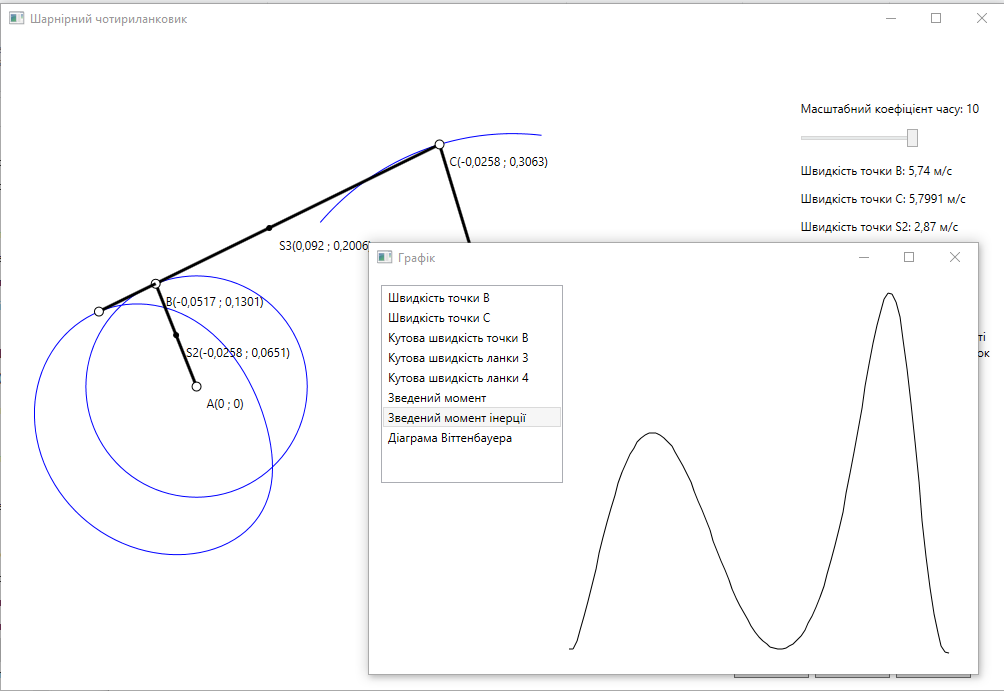 Шарнірний чотириланковик
Масштабний коефіцієнт часу: 10
C(-0,0258 ; 0,3063)
Швидкість точки B: 5,74 м/с
Швидкість точки C: 5,7991 м/с
Швидкість точки S2: 2,87 м/с
S3(0,092 ; 0,2006)
B(-0,0517 ; 0,1301)
S2(-0,0258 ; 0,0651)
A(0 ; 0)
Графік
Швидкість точки B
Швидкість точки C
Кутова швидкість точки B
Кутова швидкість ланки 3
Кутова швидкість ланки 4
Зведений момент
Зведений момент інерції
Діаграма Віттенбауера
ті
ок